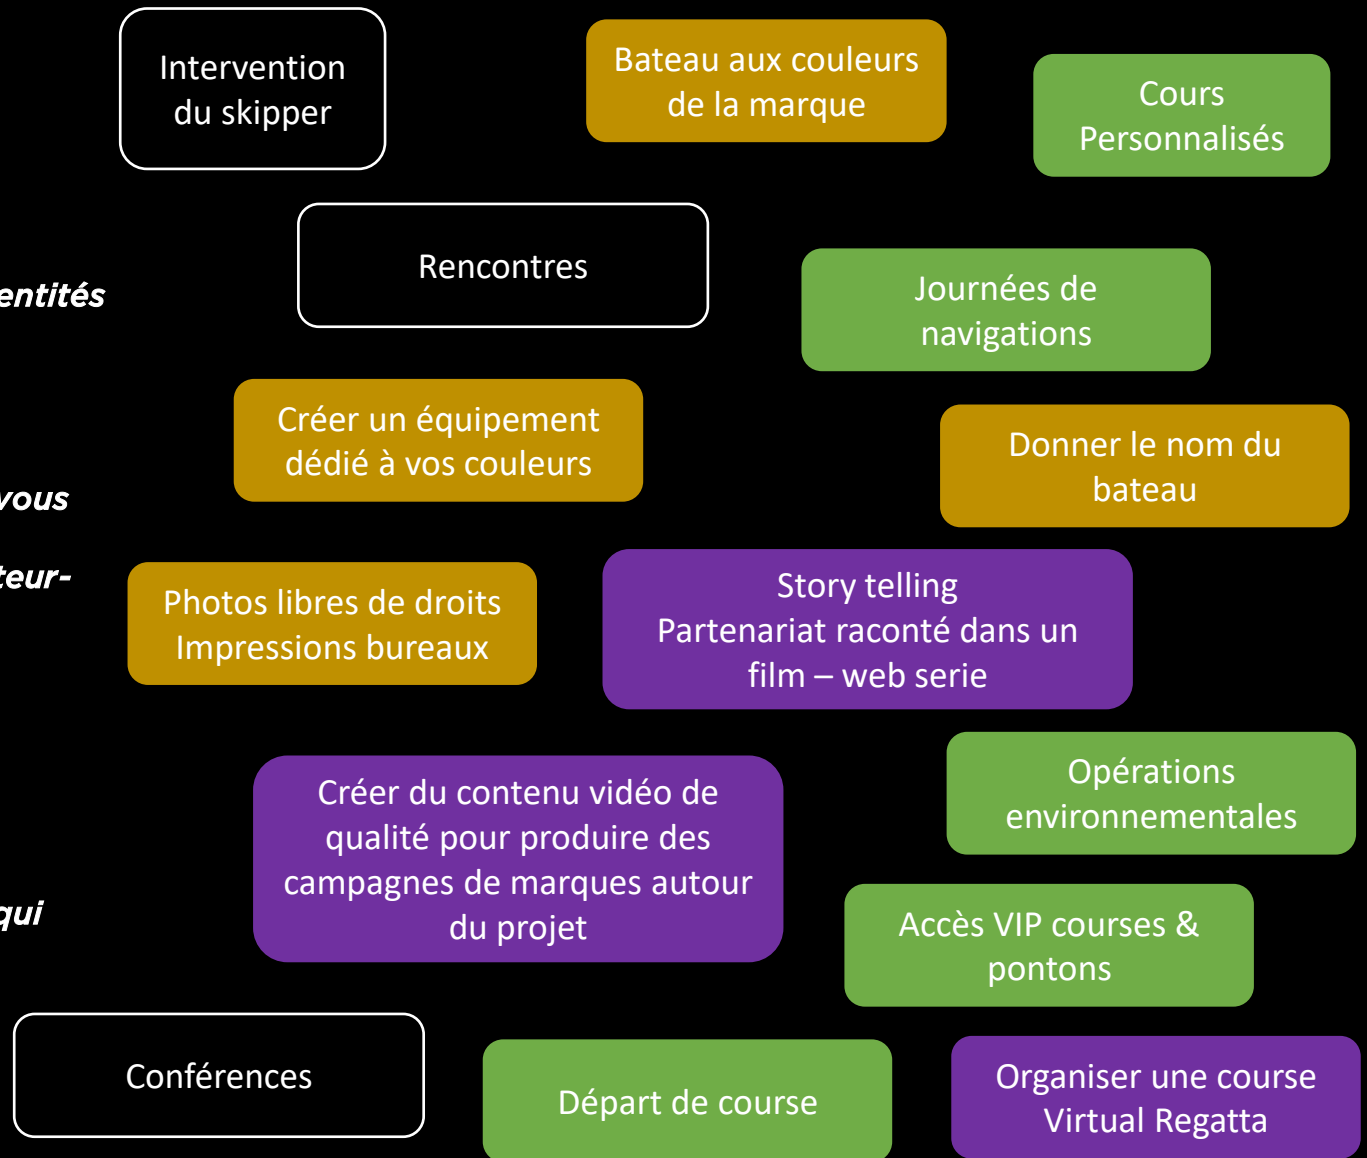 Intervention
du skipper
Bateau aux couleurs
de la marque
Cours
Personnalisés
Rencontres
entités
Journées de
navigations
Créer un équipement
dédié à vos couleurs
Donner le nom du
bateau
vous
teur-
Photos libres de droits
Impressions bureaux
Story telling
Partenariat raconté dans un
film – web serie
Opérations
environnementales
Créer du contenu vidéo de
qualité pour produire des
campagnes de marques autour
du projet
qui
Accès VIP courses &
pontons
Conférences
Départ de course
Organiser une course
Virtual Regatta